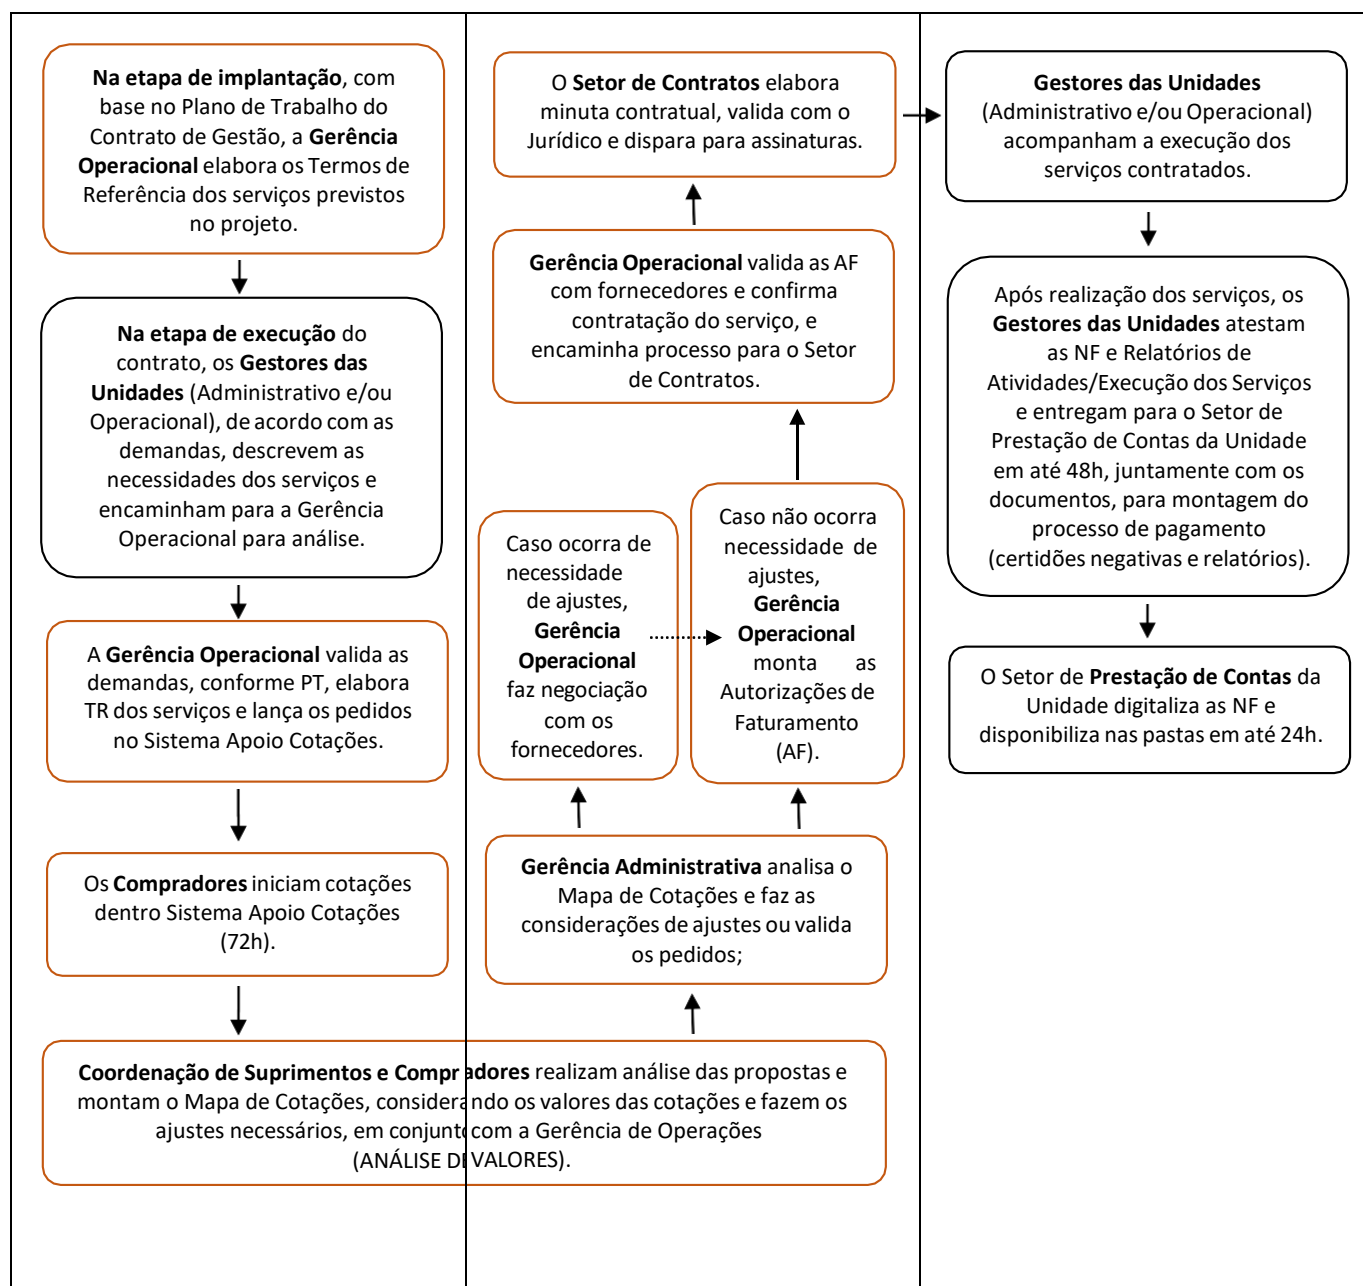 Na etapa de implantação, com
base no Plano de Trabalho do
Contrato de Gestão, a Gerência
Operacional elabora os Termos de
Referência dos serviços previstos
no projeto.
Na etapa de execução do
contrato, os Gestores das
Unidades (Administrativo e/ou
Operacional), de acordo com as
demandas, descrevem as
necessidades dos serviços e
encaminham para a Gerência
Operacional para análise.
A Gerência Operacional valida as
demandas, conforme PT, elabora
TR dos serviços e lança os pedidos
no Sistema Apoio Cotações.
Os Compradores iniciam cotações
dentro Sistema Apoio Cotações
(72h).
Coordenação de Suprimentos e Compradores realizam análise das propostas e
montam o Mapa de Cotações, considerando os valores das cotações e fazem os
ajustes necessários, em conjunto com a Gerência de Operações
(ANÁLISE DE VALORES).
Gerência Administrativa analisa o
Mapa de Cotações e faz as
considerações de ajustes ou valida
os pedidos;
Caso ocorra de
necessidade
de ajustes,
Gerência
Operacional
faz negociação
com os
fornecedores.
Caso não ocorra
necessidade de
ajustes,
Gerência
Operacional
monta as
Autorizações de
Faturamento
(AF).
Gerência Operacional valida as AF
com fornecedores e confirma
contratação do serviço, e
encaminha processo para o Setor
de Contratos.
O Setor de Contratos elabora
minuta contratual, valida com o
Jurídico e dispara para assinaturas.
Gestores das Unidades
(Administrativo e/ou Operacional)
acompanham a execução dos
serviços contratados.
Após realização dos serviços, os
Gestores das Unidades atestam
as NF e Relatórios de
Atividades/Execução dos Serviços
e entregam para o Setor de
Prestação de Contas da Unidade
em até 48h, juntamente com os
documentos, para montagem do
processo de pagamento
(certidões negativas e relatórios).
O Setor de Prestação de Contas da
Unidade digitaliza as NF e
disponibiliza nas pastas em até 24h.